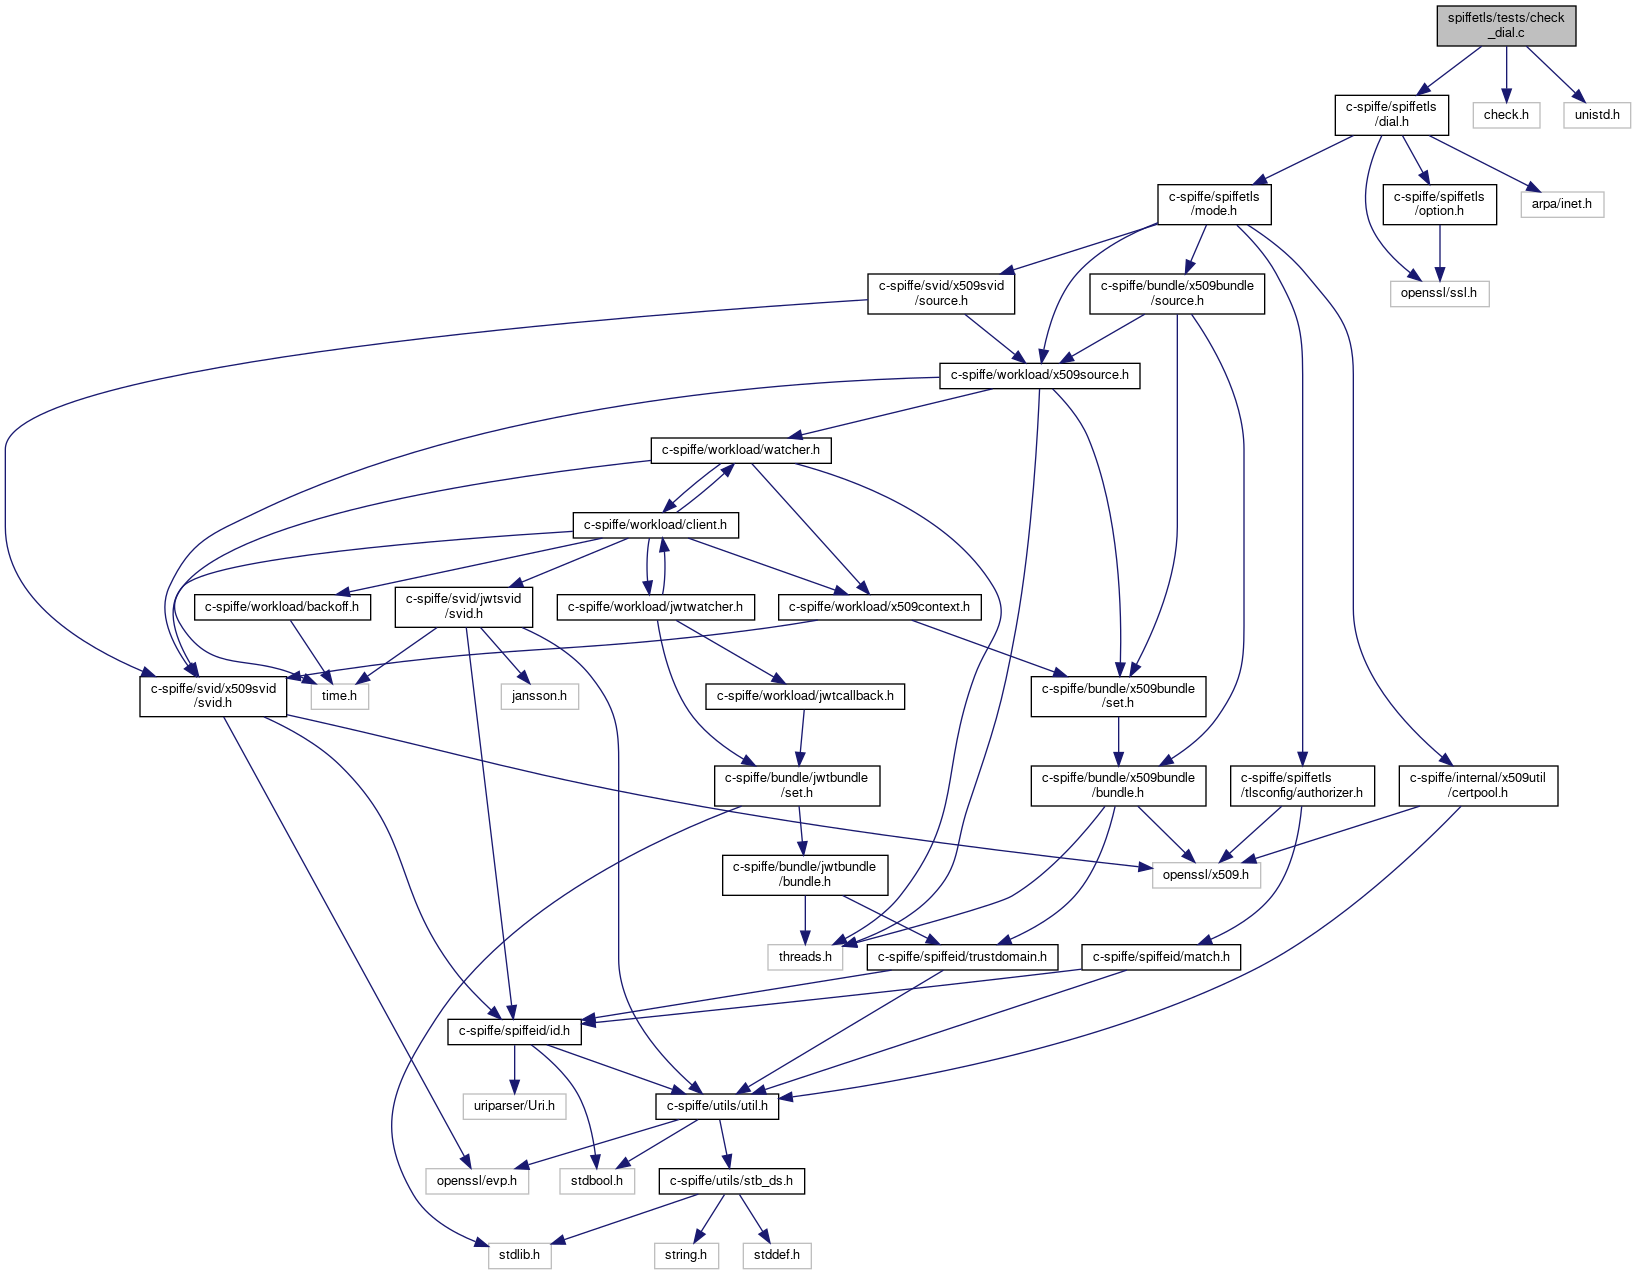 spiffetls/tests/check
_dial.c
c-spiffe/spiffetls
/dial.h
check.h
unistd.h
c-spiffe/spiffetls
/mode.h
c-spiffe/spiffetls
/option.h
arpa/inet.h
c-spiffe/svid/x509svid
/source.h
c-spiffe/bundle/x509bundle
/source.h
openssl/ssl.h
c-spiffe/workload/x509source.h
c-spiffe/workload/watcher.h
c-spiffe/workload/client.h
c-spiffe/workload/backoff.h
c-spiffe/svid/jwtsvid
/svid.h
c-spiffe/workload/jwtwatcher.h
c-spiffe/workload/x509context.h
c-spiffe/svid/x509svid
/svid.h
time.h
jansson.h
c-spiffe/workload/jwtcallback.h
c-spiffe/bundle/x509bundle
/set.h
c-spiffe/bundle/jwtbundle
/set.h
c-spiffe/bundle/x509bundle
/bundle.h
c-spiffe/spiffetls
/tlsconfig/authorizer.h
c-spiffe/internal/x509util
/certpool.h
c-spiffe/bundle/jwtbundle
/bundle.h
openssl/x509.h
threads.h
c-spiffe/spiffeid/trustdomain.h
c-spiffe/spiffeid/match.h
c-spiffe/spiffeid/id.h
uriparser/Uri.h
c-spiffe/utils/util.h
openssl/evp.h
stdbool.h
c-spiffe/utils/stb_ds.h
stdlib.h
string.h
stddef.h